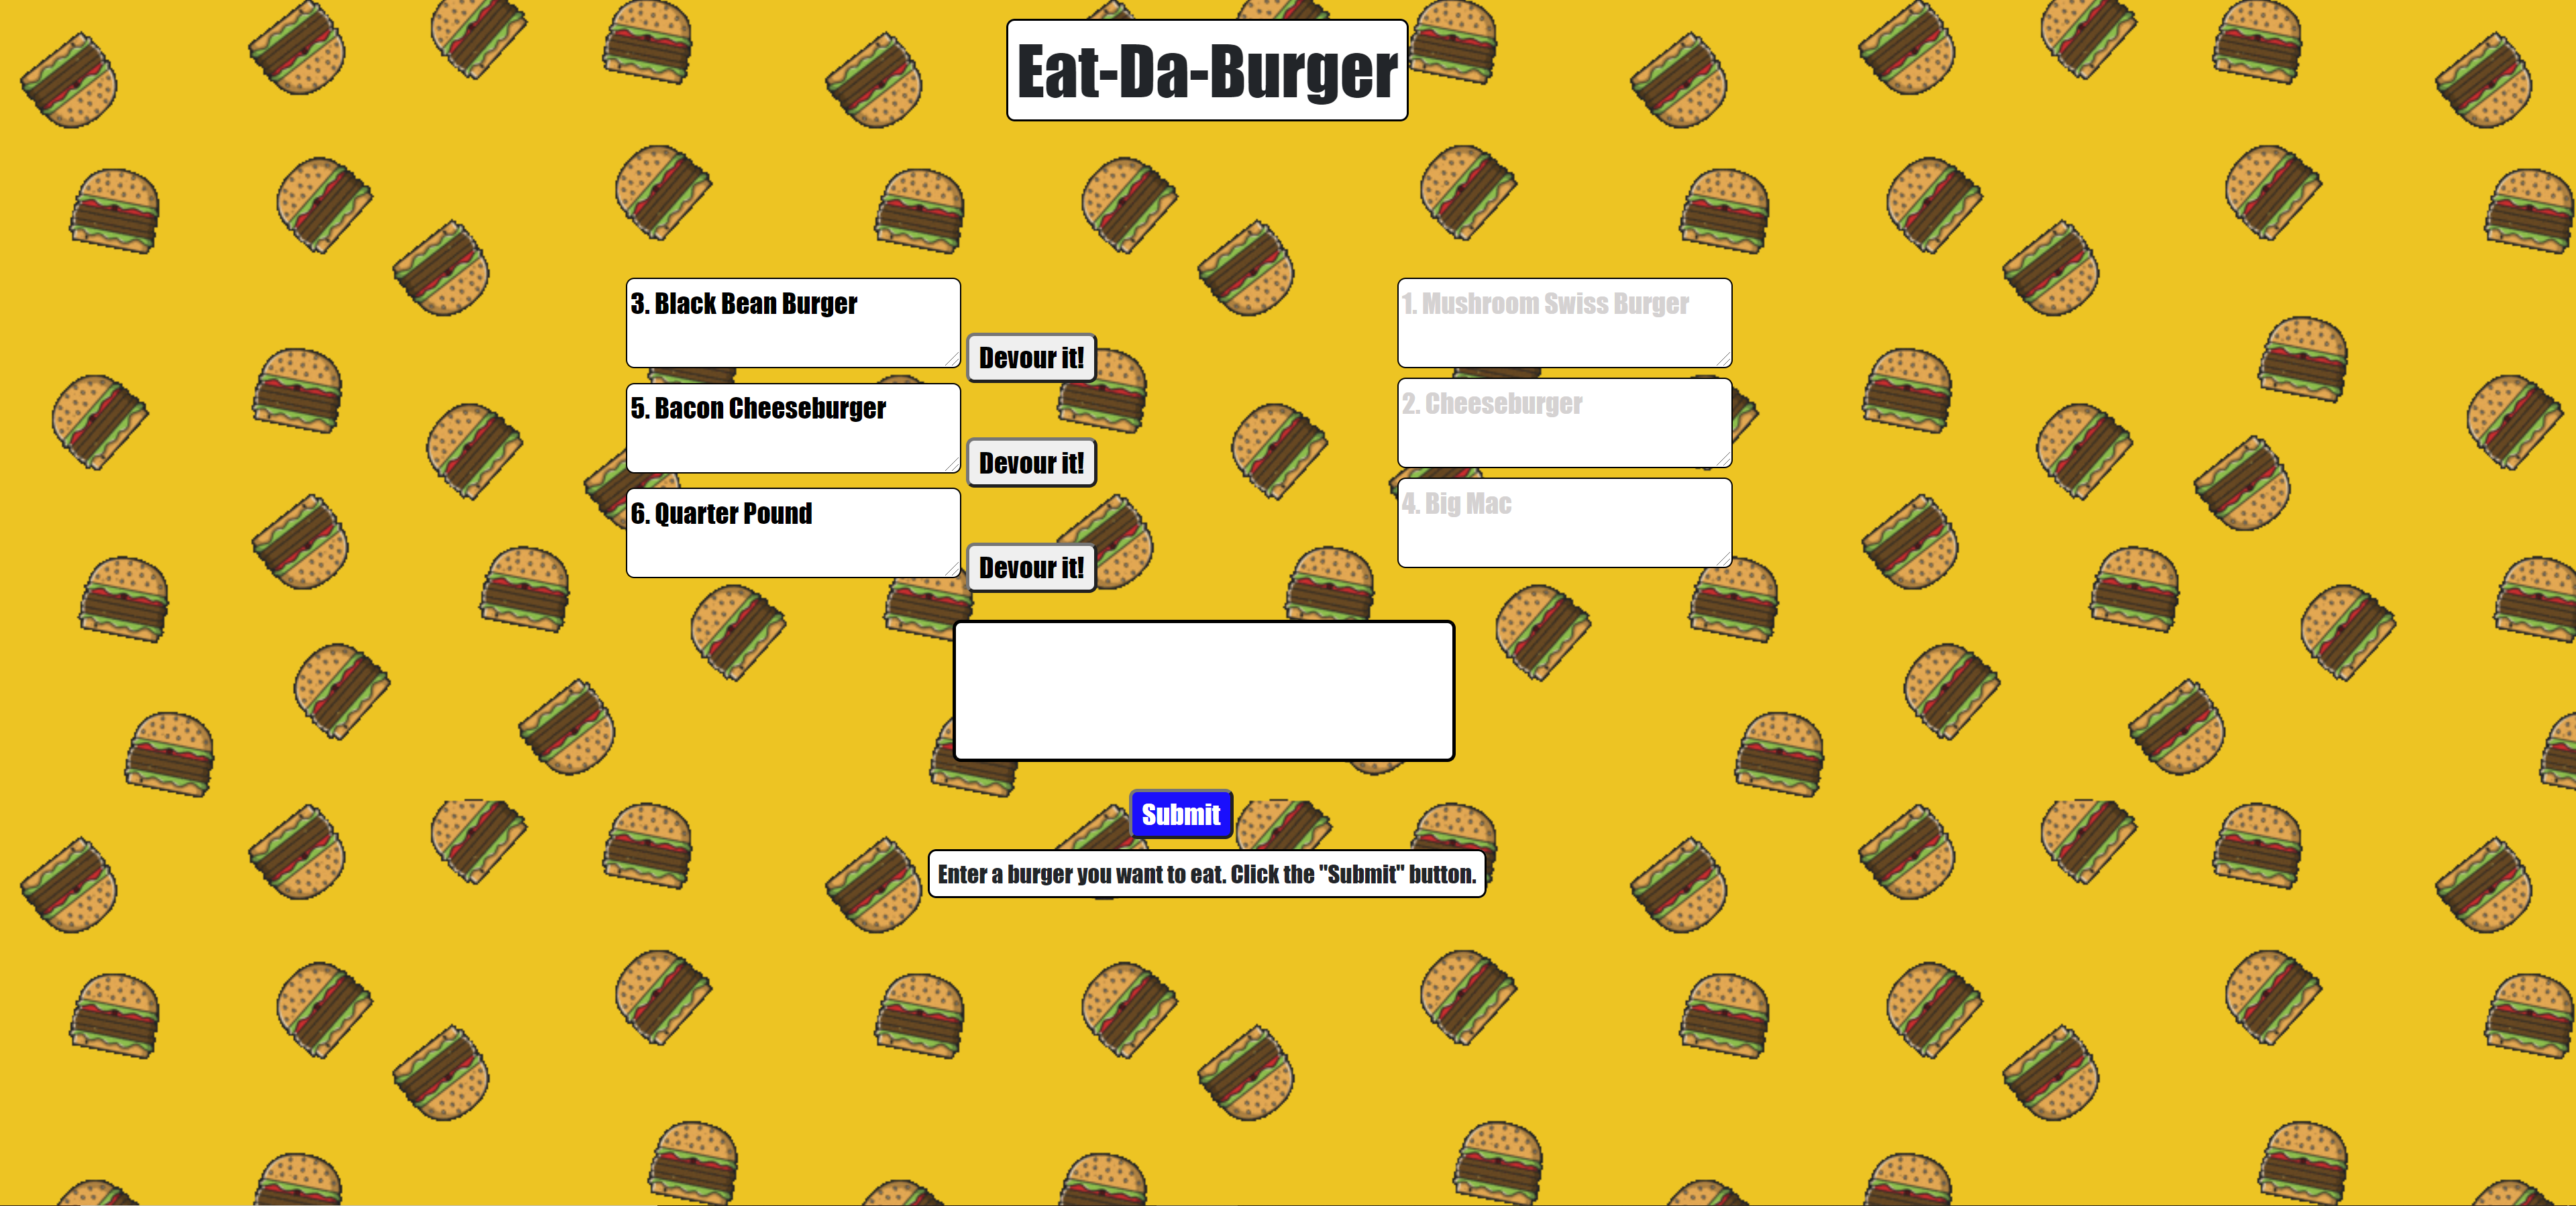 Eat-Da-Burger
3. Black Bean Burger
Devour it!
5. Bacon Cheeseburger
Devour it!
6. Quarter Pound
Devour it!
1. Mushroom Swiss Burger
2. Cheeseburger
4. Big Mac
Submit
Enter a burger you want to eat. Click the "Submit" button.